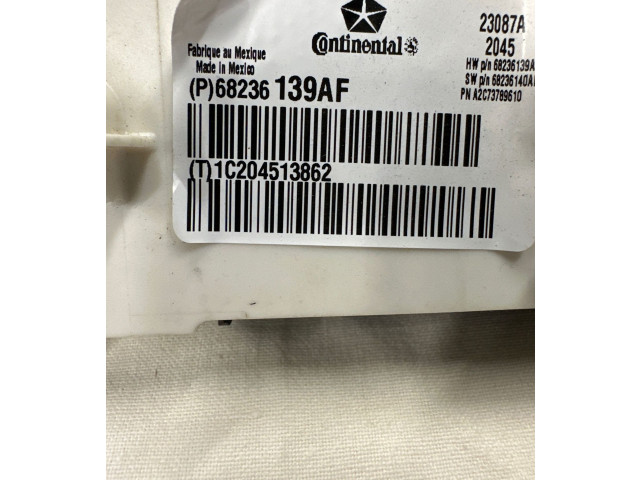 Continental
Fabrique au Mexique
Made in Mexico
23087A
2045
HW p/n 68236139A
SW p/n 68236140A
PN A2C73789610
(P)68236 139AF
(T)1C204513862